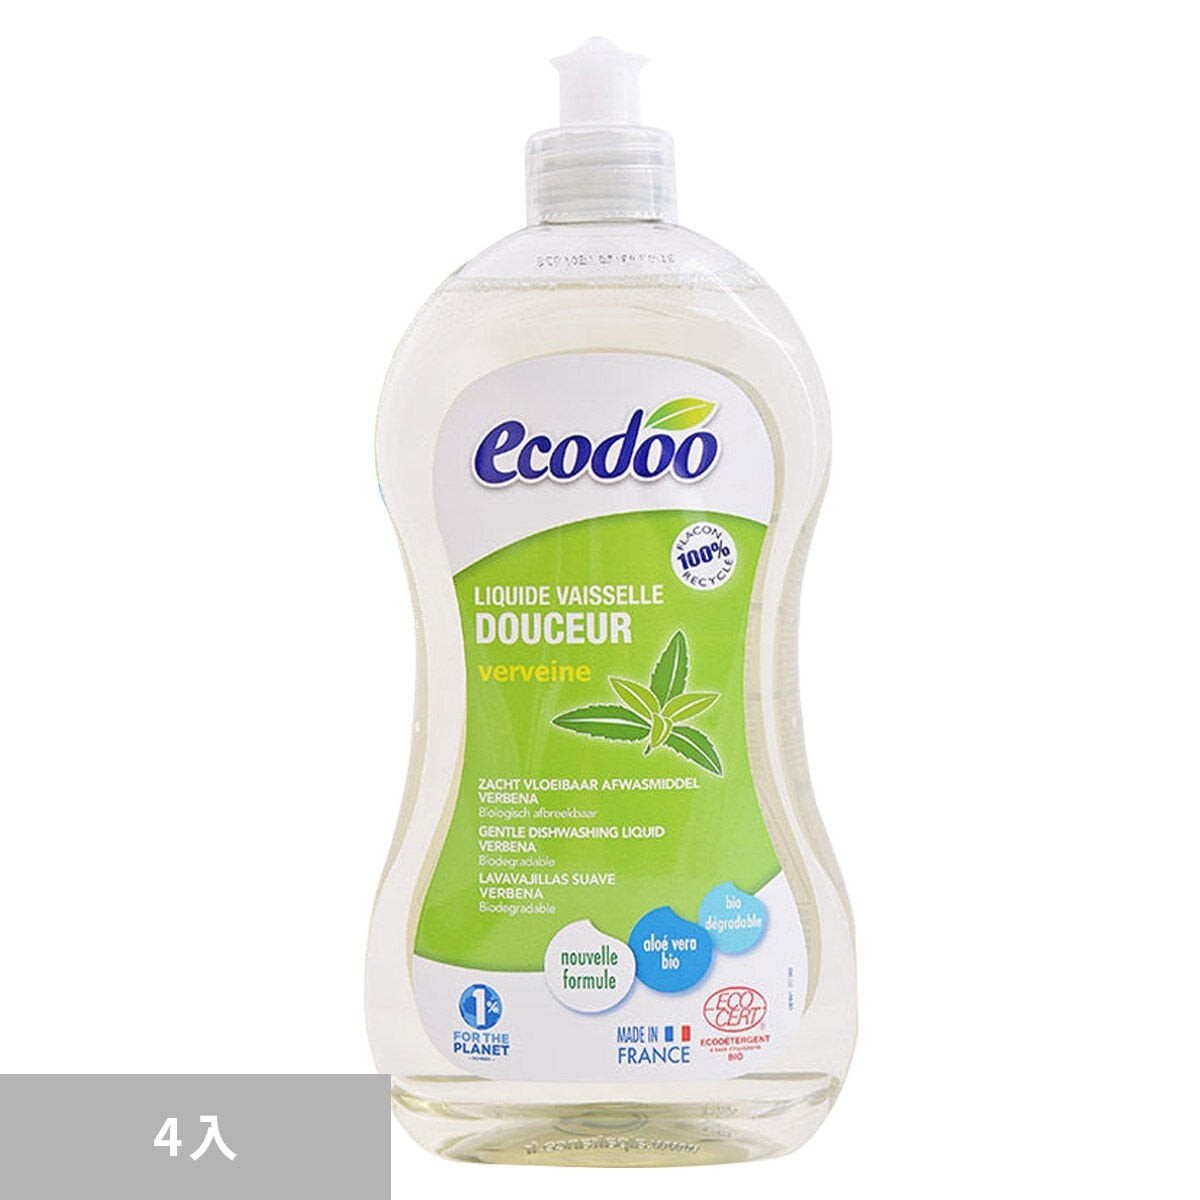 ecodoo
FLACON
100%
RECYCLÉ
LIQUIDE VAISSELLE
DOUCEUR
verveine
ZACHT VLOEIBAAR AFWASMIDDEL
VERBENA
Biologisch afbreekbaar
GENTLE DISHWASHING LIQUID
VERBENA
Biodegradable
LAVAVAJILLAS SUAVE
VERBENA
Biodegradable
bio
dégradable
aloé vera
bio
nouvelle
formule
1%
FOR THE
PLANET
MADE IN
FRANCE
ECO
CERT
ECODETERGENT
BIO
4入